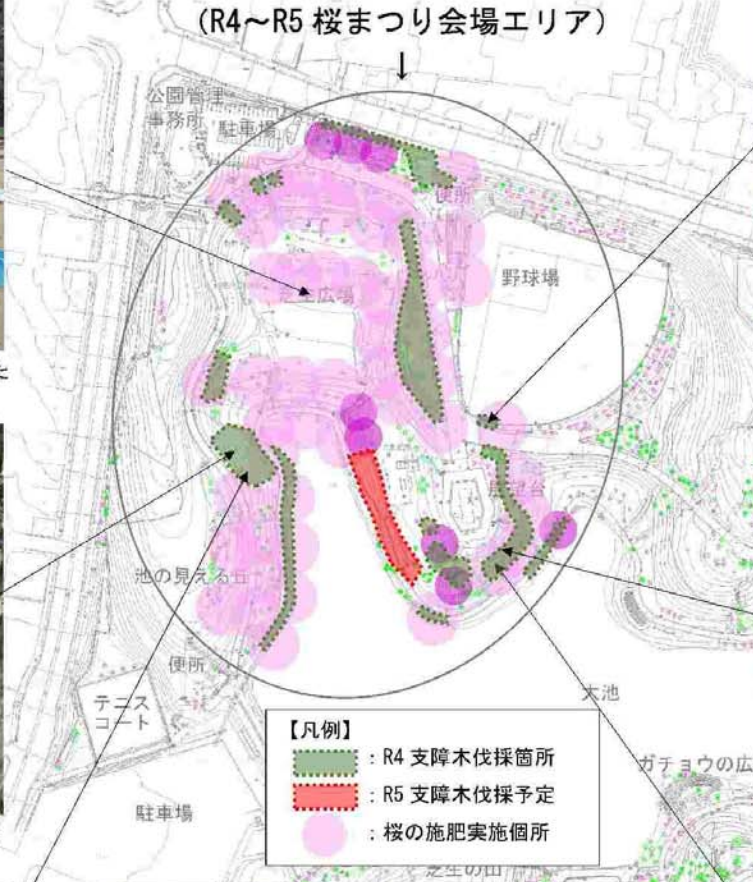 (R4～R5 桜まつり会場エリア)
↓
公園管理
事務所
駐車場
便所
野球場
芝生広場
展望台
池の見える丘
便所
テニス
コート
大池
【凡例】
：R4 支障木伐採箇所
：R5 支障木伐採予定
：桜の施肥実施個所
ガチョウの広
駐車場
芝生の山